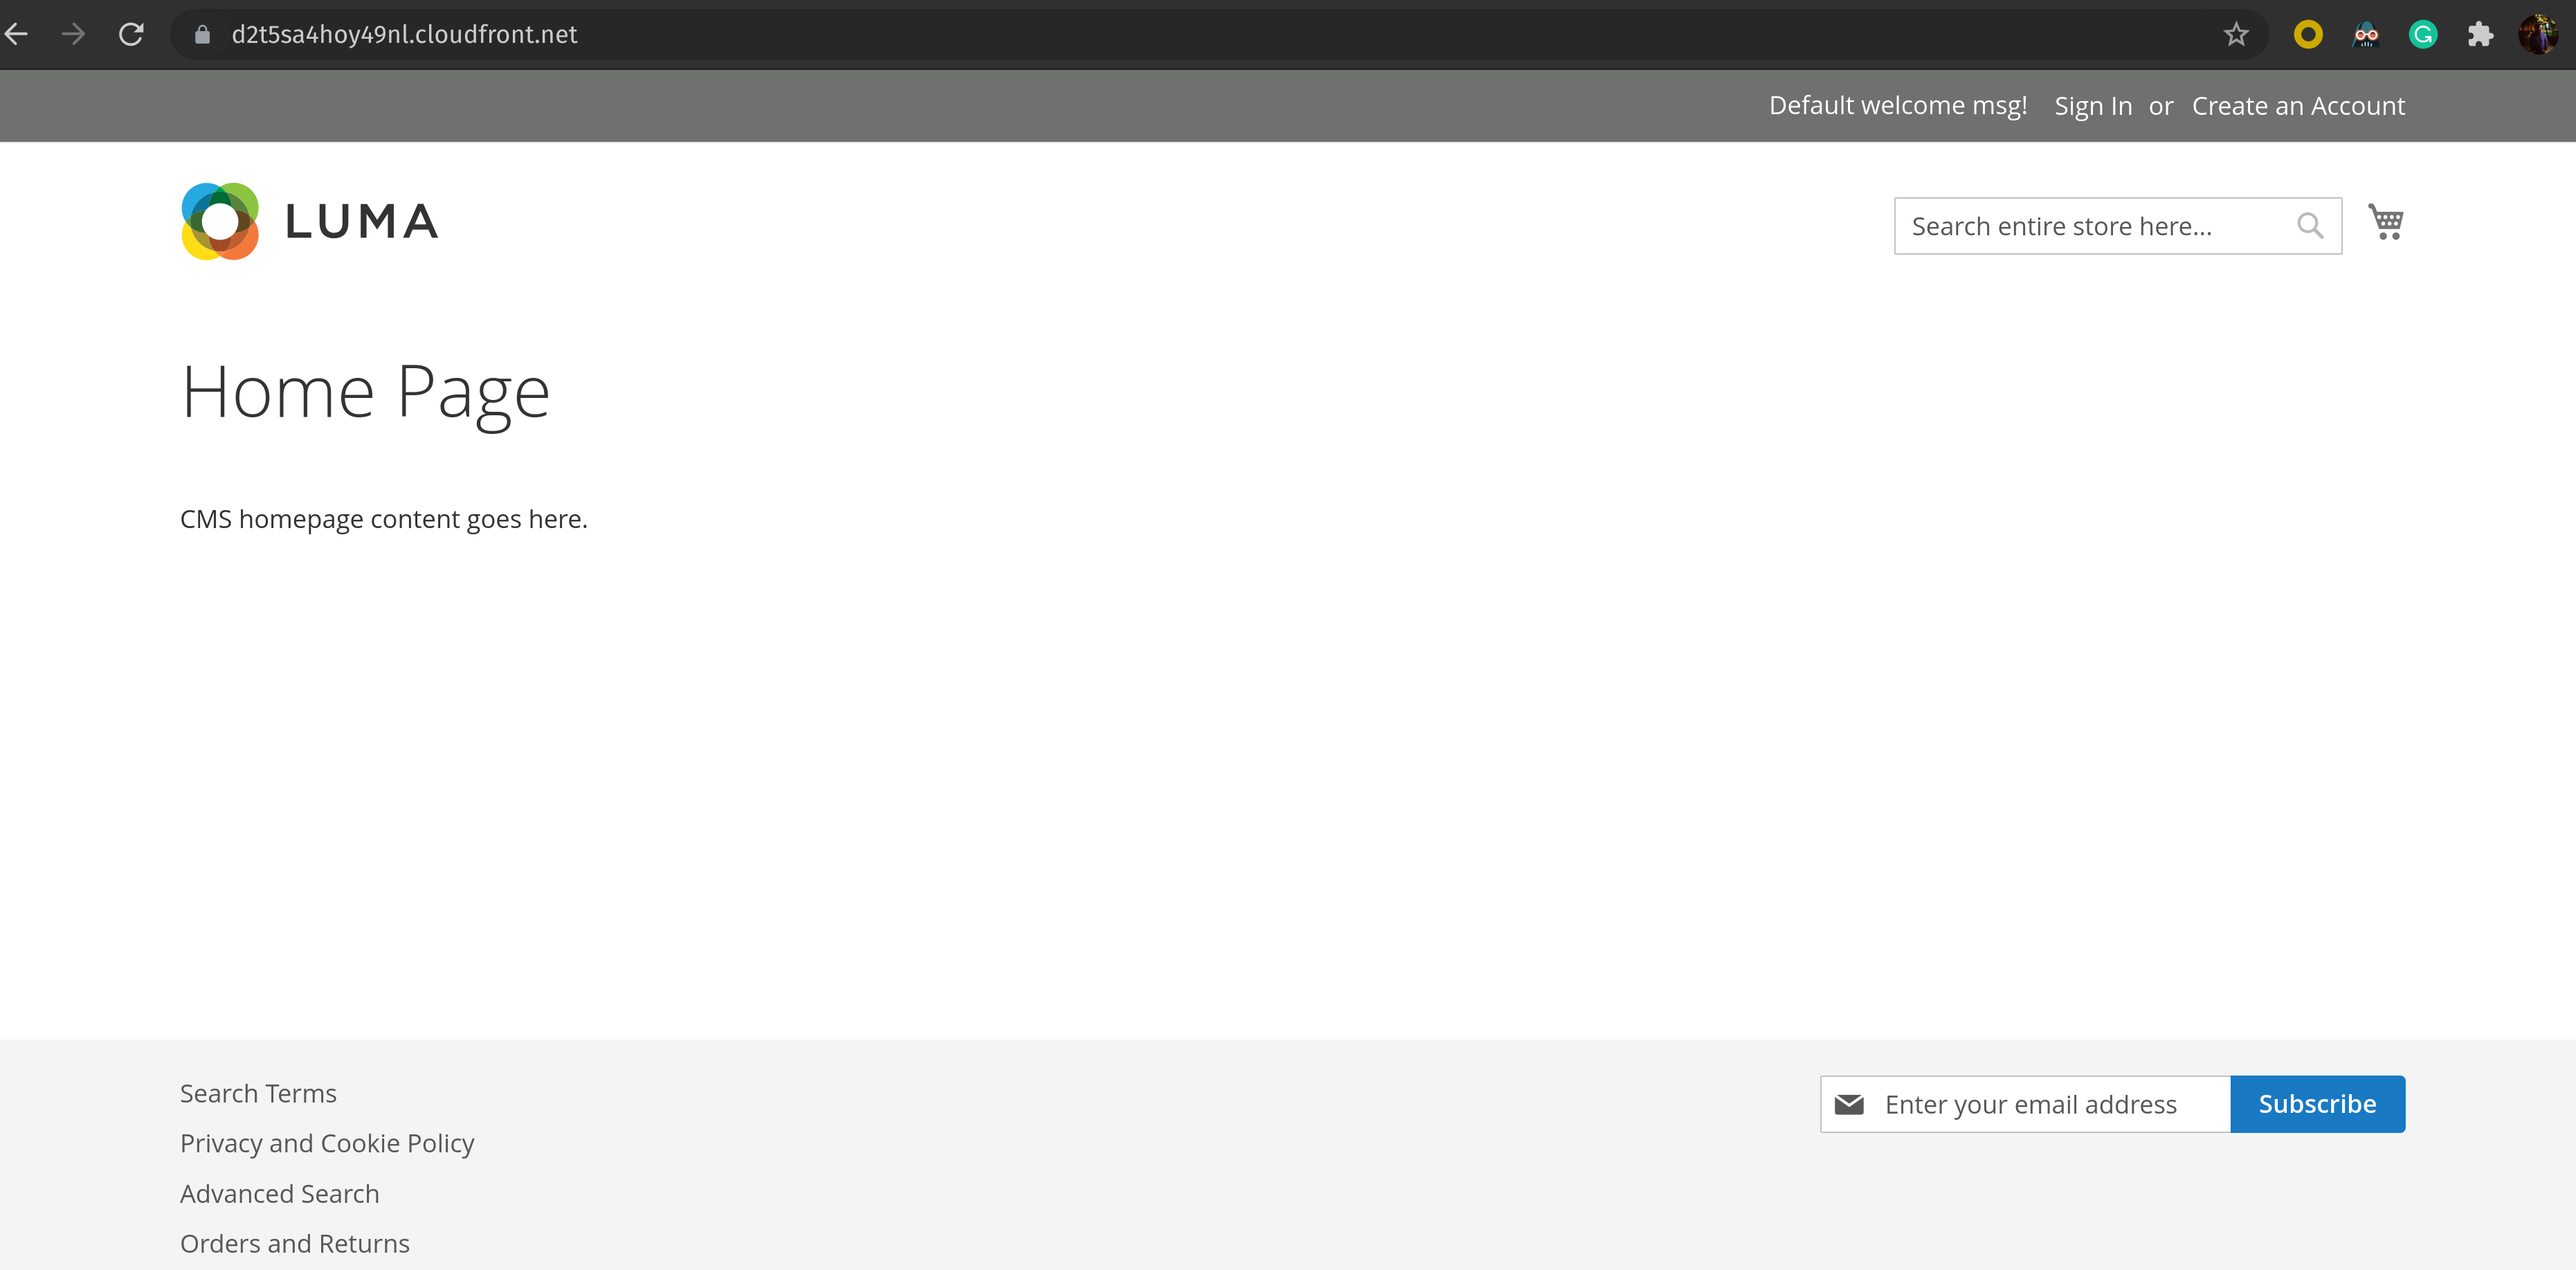 d2t5sa4hoy49nl.cloudfront.net
Default welcome msg! Sign In or Create an Account
LUMA
Search entire store here...
Home Page
CMS homepage content goes here.
Search Terms
Privacy and Cookie Policy
Advanced Search
Orders and Returns
Enter your email address
Subscribe